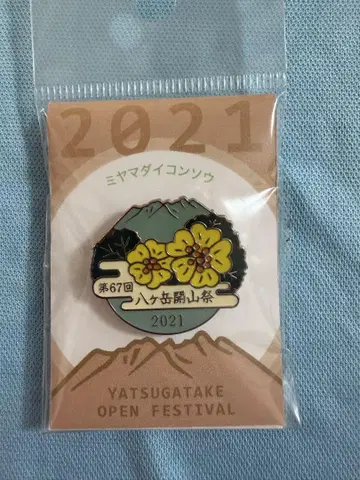 2021
ミヤマダイコンソウ
第67回
八ヶ岳開山祭
2021
YATSUGATAKE
OPEN FESTIVAL